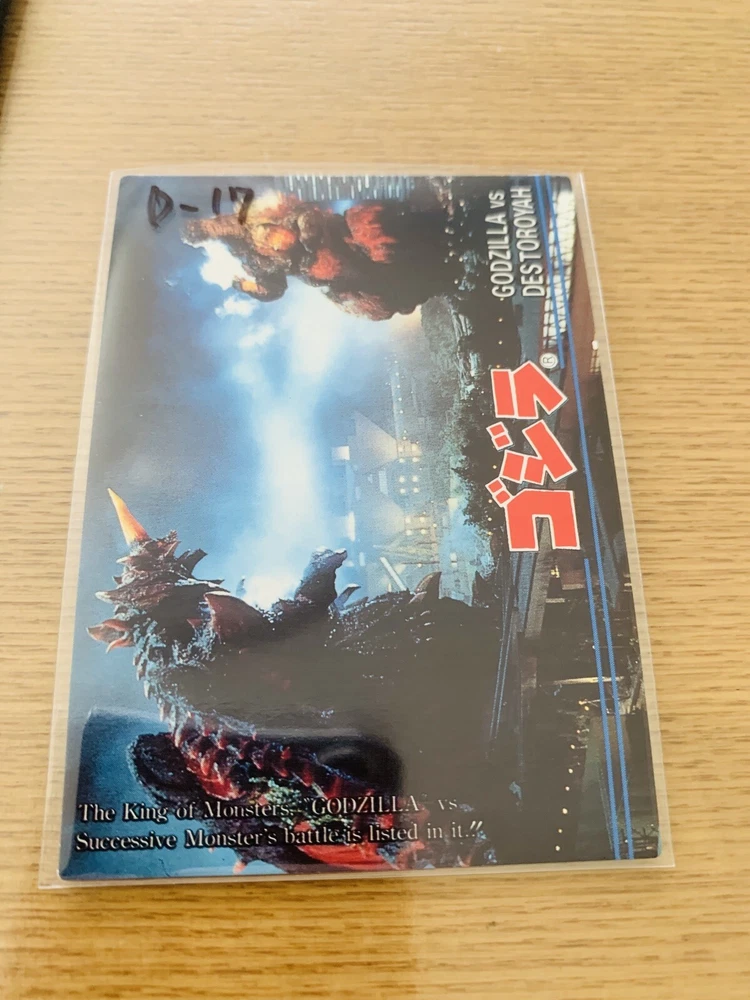 D-17
GODZILLA vs
DESTOROYAH
ゴジラ®
The King of Monsters, "GODZILLA" vs
Successive Monster's battle is listed in it.!!